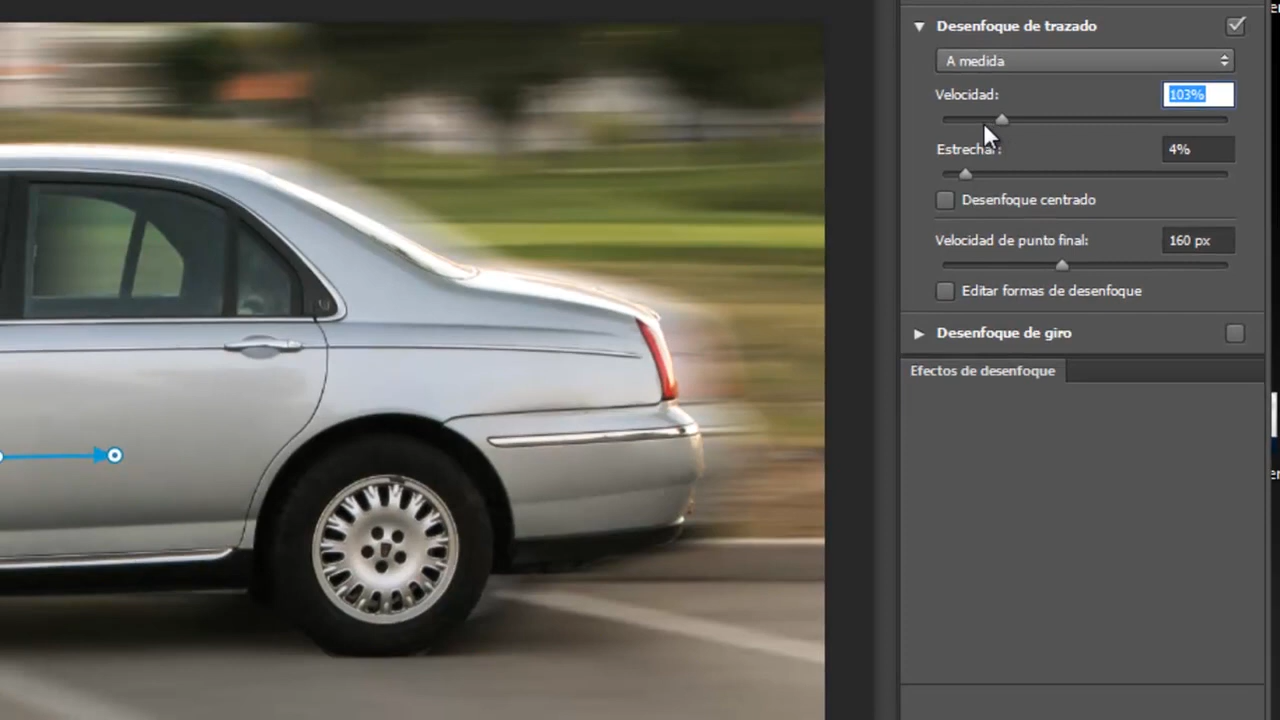 Desenfoque de trazado
A medida
Velocidad: 103%
Estrechar: 4%
Desenfoque centrado
Velocidad de punto final: 160 px
Editar formas de desenfoque
Desenfoque de giro
Efectos de desenfoque